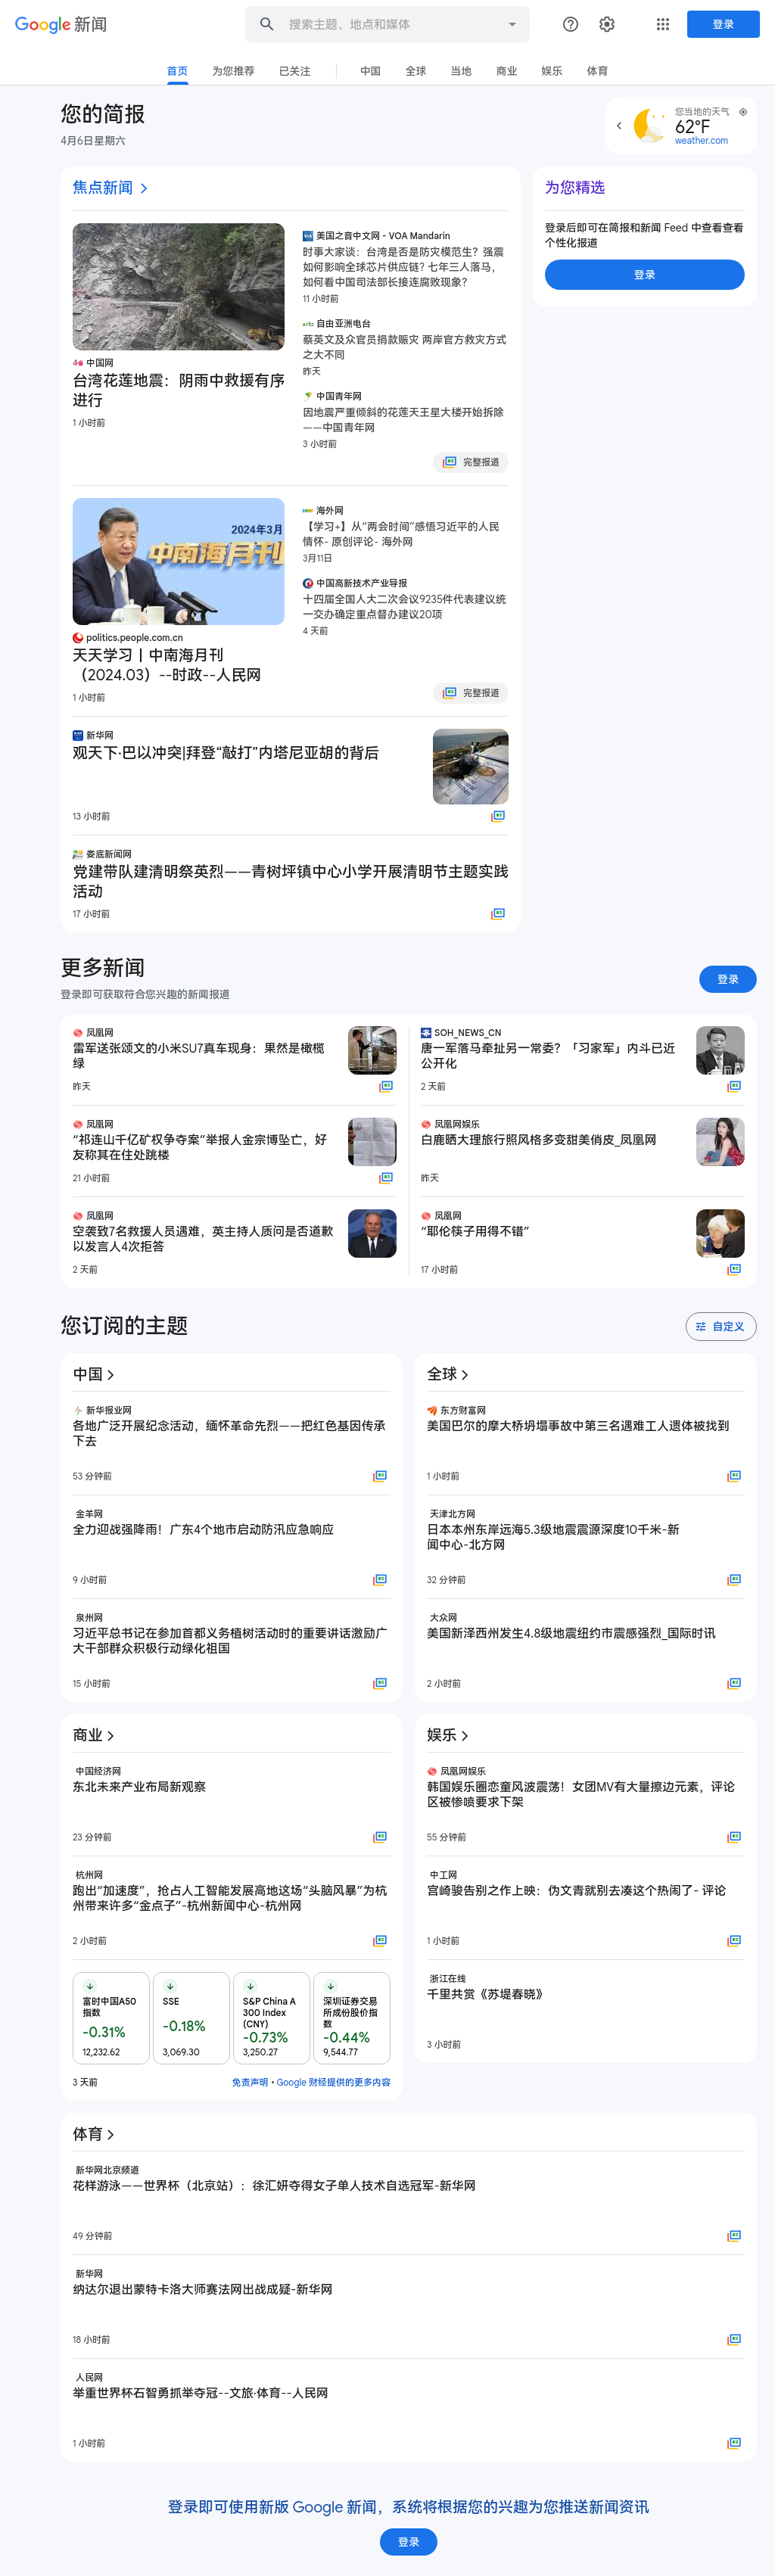 Google 新闻
搜索主题、地点和媒体
登录
首页
为您推荐
已关注
中国
全球
当地
商业
娱乐
体育
您的简报
4月6日星期六
您当地的天气
62°F
weather.com
焦点新闻
中国网
台湾花莲地震：阴雨中救援有序
进行
1 小时前
美国之音中文网 - VOA Mandarin
时事大家谈：台湾是否是防灾模范生？强震
如何影响全球芯片供应链? 七年三人落马，
如何看中国司法部长接连腐败现象？
11 小时前
自由亚洲电台
蔡英文及众官员捐款赈灾 两岸官方救灾方式
之大不同
昨天
中国青年网
因地震严重倾斜的花莲天王星大楼开始拆除
——中国青年网
3 小时前
完整报道
为您精选
登录后即可在简报和新闻 Feed 中查看查看
个性化报道
登录
2024年3月
中南海月刊
politics.people.com.cn
天天学习丨中南海月刊
（2024.03）--时政--人民网
1 小时前
海外网
【学习+】从“两会时间”感悟习近平的人民
情怀- 原创评论- 海外网
3月11日
中国高新技术产业导报
十四届全国人大二次会议9235件代表建议统
一交办确定重点督办建议20项
4 天前
完整报道
新华网
观天下·巴以冲突|拜登“敲打”内塔尼亚胡的背后
13 小时前
娄底新闻网
党建带队建清明祭英烈——青树坪镇中心小学开展清明节主题实践
活动
17 小时前
更多新闻
登录即可获取符合您兴趣的新闻报道
登录
凤凰网
雷军送张颂文的小米SU7真车现身：果然是橄榄
绿
昨天
SOH_NEWS_CN
唐一军落马牵扯另一常委？「习家军」内斗已近
公开化
2 天前
凤凰网
“祁连山千亿矿权争夺案”举报人金宗博坠亡，好
友称其在住处跳楼
21 小时前
凤凰网娱乐
白鹿晒大理旅行照风格多变甜美俏皮_凤凰网
昨天
凤凰网
空袭致7名救援人员遇难，英主持人质问是否道歉
以发言人4次拒答
2 天前
凤凰网
“耶伦筷子用得不错”
17 小时前
您订阅的主题
自定义
中国
新华报业网
各地广泛开展纪念活动，缅怀革命先烈——把红色基因传承
下去
53 分钟前
金羊网
全力迎战强降雨！广东4个地市启动防汛应急响应
9 小时前
泉州网
习近平总书记在参加首都义务植树活动时的重要讲话激励广
大干部群众积极行动绿化祖国
15 小时前
全球
东方财富网
美国巴尔的摩大桥坍塌事故中第三名遇难工人遗体被找到
1 小时前
天津北方网
日本本州东岸远海5.3级地震震源深度10千米-新
闻中心-北方网
32 分钟前
大众网
美国新泽西州发生4.8级地震纽约市震感强烈_国际时讯
2 小时前
商业
中国经济网
东北未来产业布局新观察
23 分钟前
杭州网
跑出“加速度”，抢占人工智能发展高地这场“头脑风暴”为杭
州带来许多“金点子”-杭州新闻中心-杭州网
2 小时前
富时中国A50
指数
-0.31%
12,232.62
SSE
-0.18%
3,069.30
S&P China A
300 Index
(CNY)
-0.73%
3,250.27
深圳证券交易
所成份股价指
数
-0.44%
9,544.77
3 天前
免责声明 • Google 财经提供的更多内容
娱乐
凤凰网娱乐
韩国娱乐圈恋童风波震荡！女团MV有大量擦边元素，评论
区被惨喷要求下架
55 分钟前
中工网
宫崎骏告别之作上映：伪文青就别去凑这个热闹了- 评论
1 小时前
浙江在线
千里共赏《苏堤春晓》
3 小时前
体育
新华网北京频道
花样游泳——世界杯（北京站）：徐汇妍夺得女子单人技术自选冠军-新华网
49 分钟前
新华网
纳达尔退出蒙特卡洛大师赛法网出战成疑-新华网
18 小时前
人民网
举重世界杯石智勇抓举夺冠--文旅·体育--人民网
1 小时前
登录即可使用新版 Google 新闻，系统将根据您的兴趣为您推送新闻资讯
登录